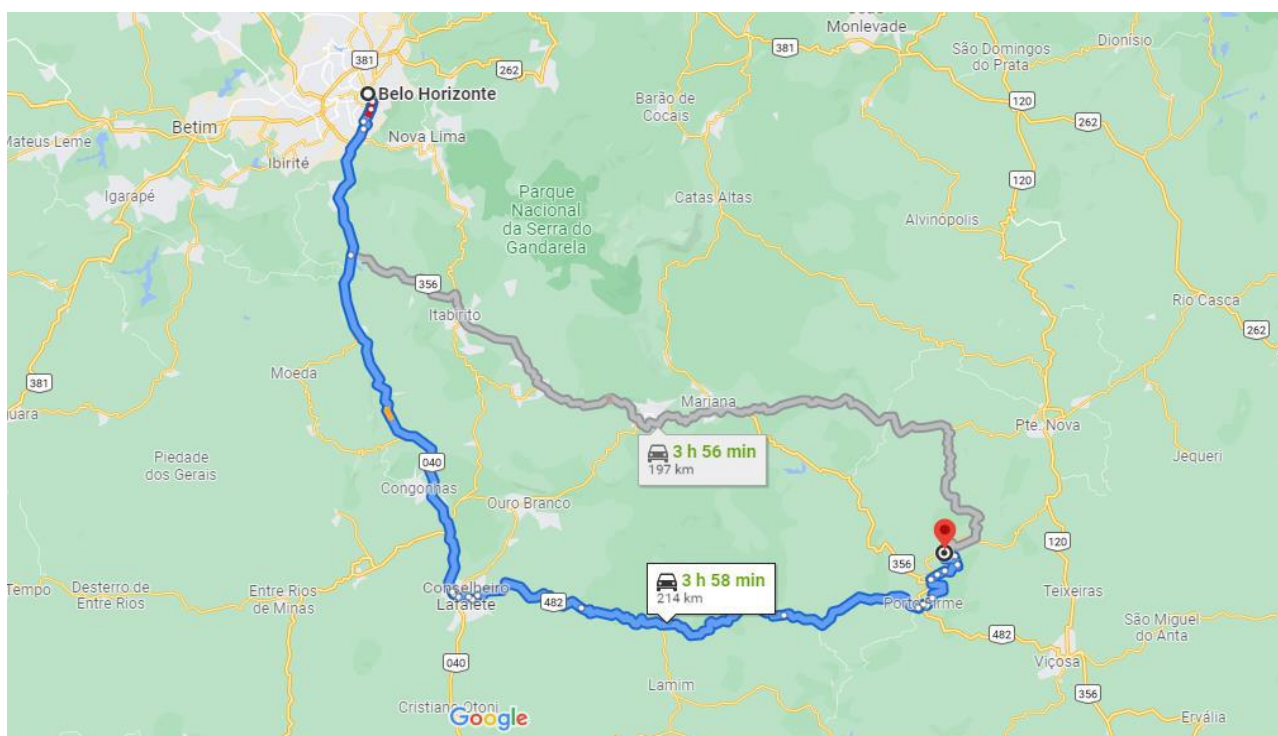 Monlevade
381
São Domingos
do Prata
Dionísio
381
262
Belo Horizonte
Barão de
Cocais
120
262
Betim
Mateus Leme
Nova Lima
Ibirité
Igarapé
Parque
Nacional
da Serra do
Gandarela
Catas Altas
120
Alvinópolis
356
Itabirito
Rio Casca
262
Moeda
381
Mariana
Pte. Nova
3 h 56 min
197 km
Piedade
dos Gerais
040
Jequeri
Congonhas
Ouro Branco
120
356
3 h 58 min
214 km
Tempo
Desterro de
Entre Rios
Entre Rios
de Minas
Conselheiro
Lafaiete
482
Porto Firme
Teixeiras
São Miguel
do Anta
482
Viçosa
040
Lamim
356
Cristiano Otoni
Google
Ervália